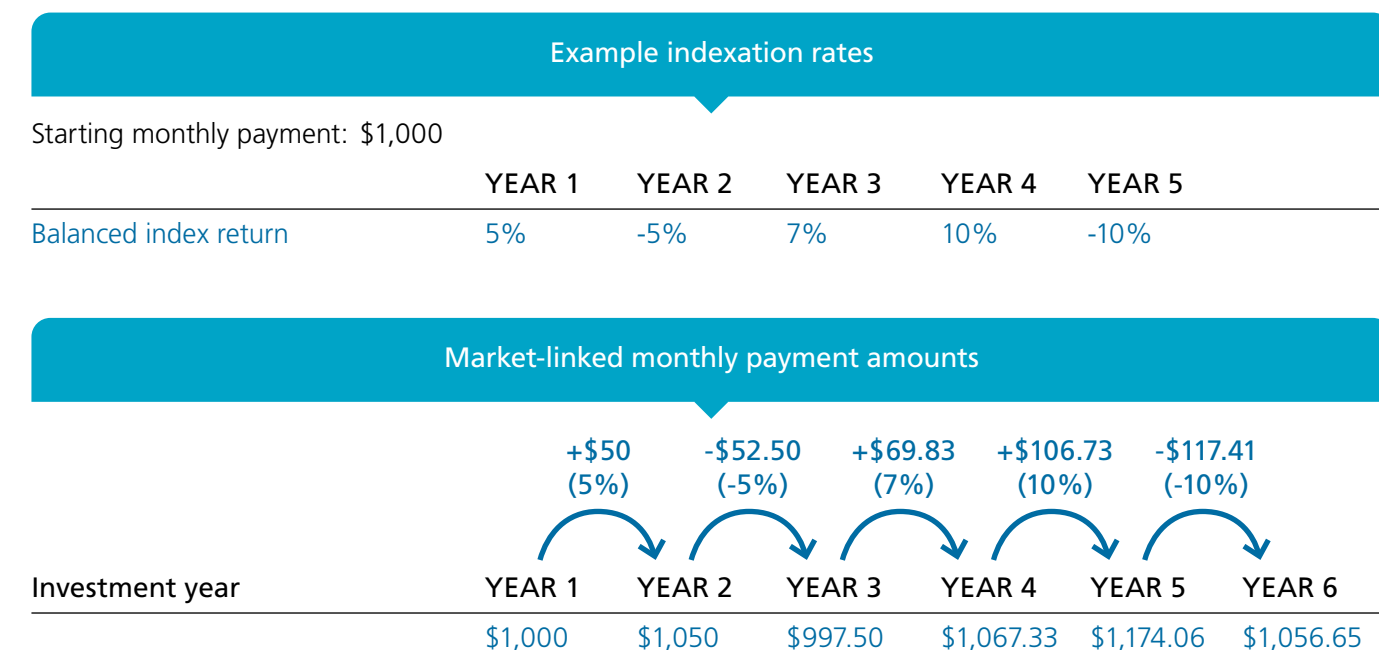 Example indexation rates
Starting monthly payment: $1,000
YEAR 1 YEAR 2 YEAR 3 YEAR 4 YEAR 5
Balanced index return 5% -5% 7% 10% -10%
Market-linked monthly payment amounts
+$50 -$52.50 +$69.83 +$106.73 -$117.41
(5%) (-5%) (7%) (10%) (-10%)
Investment year YEAR 1 YEAR 2 YEAR 3 YEAR 4 YEAR 5 YEAR 6
$1,000 $1,050 $997.50 $1,067.33 $1,174.06 $1,056.65